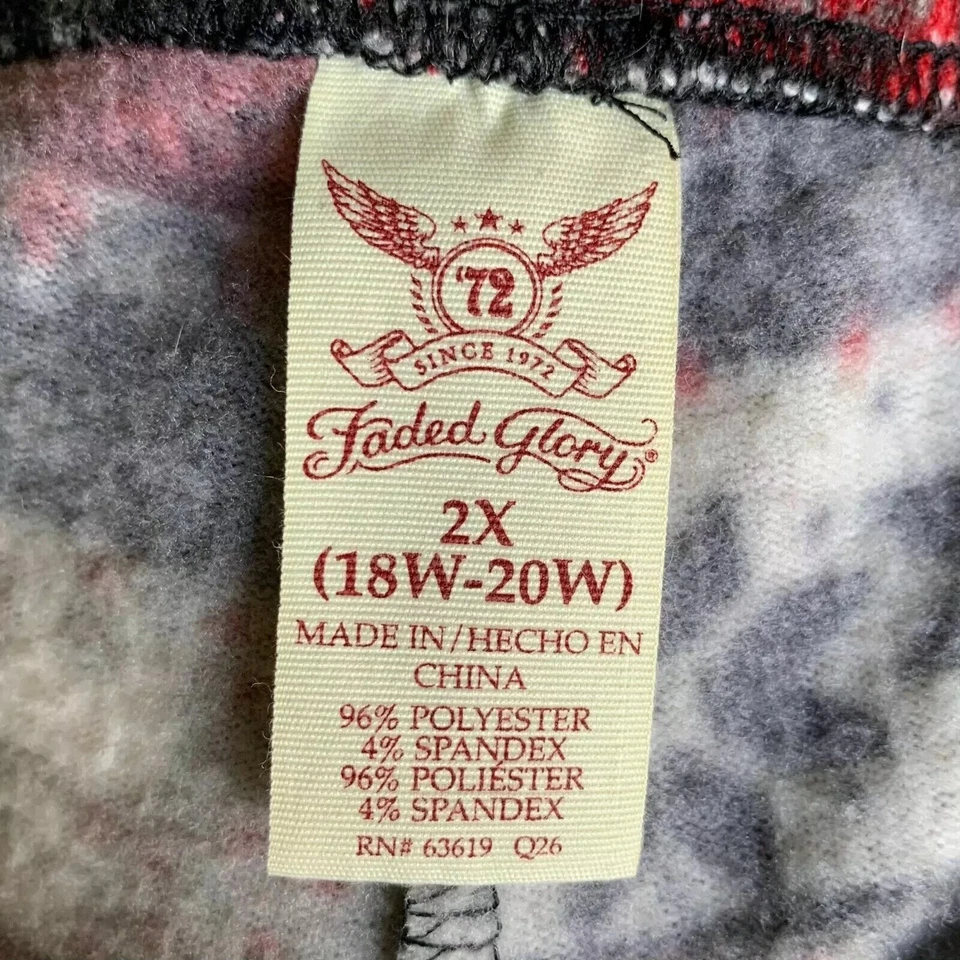 '72
SINCE 1972
Faded Glory®
2X
(18W-20W)
MADE IN/HECHO EN
CHINA
96% POLYESTER
4% SPANDEX
96% POLIÉSTER
4% SPANDEX
RN# 63619 Q26